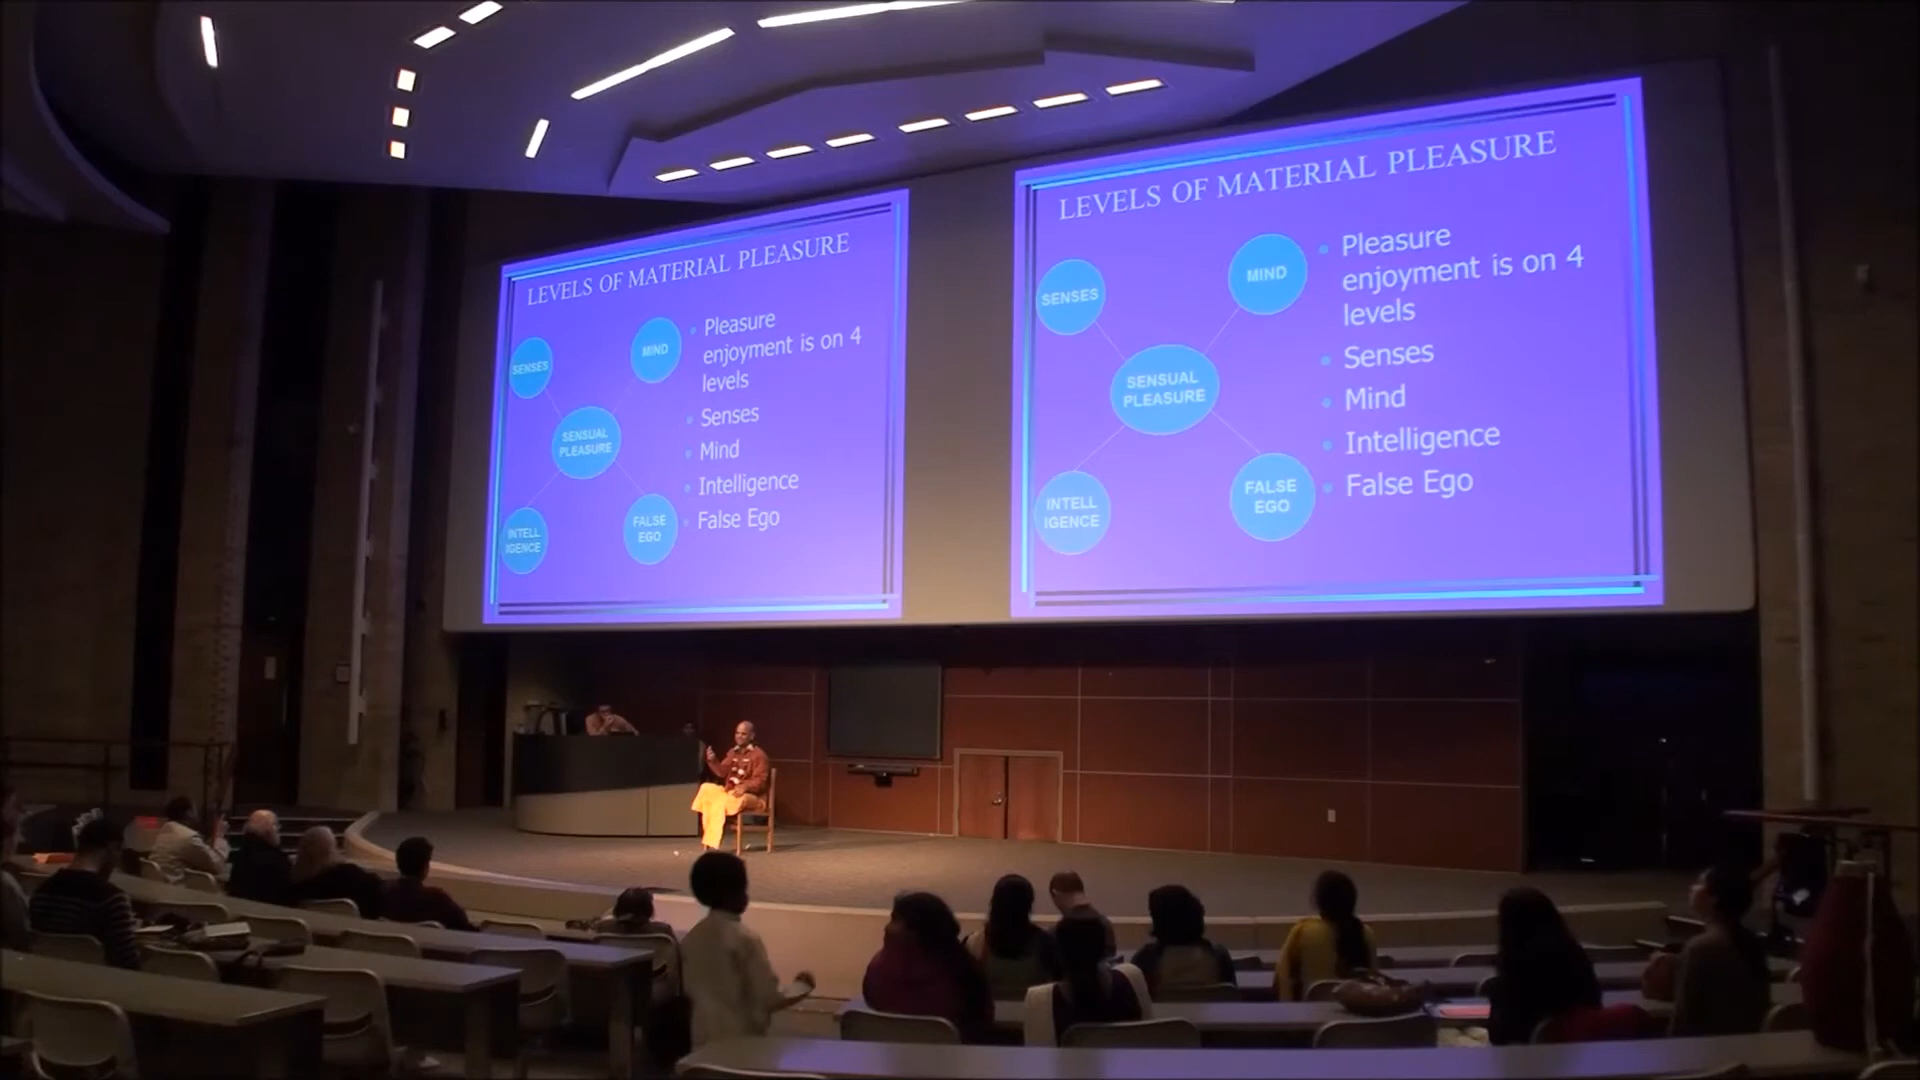 LEVELS OF MATERIAL PLEASURE
SENSES
MIND
SENSUAL
PLEASURE
INTELL
IGENCE
FALSE
EGO
• Pleasure
enjoyment is on 4
levels
• Senses
• Mind
• Intelligence
• False Ego
LEVELS OF MATERIAL PLEASURE
SENSES
MIND
SENSUAL
PLEASURE
INTELL
IGENCE
FALSE
EGO
• Pleasure
enjoyment is on 4
levels
• Senses
• Mind
• Intelligence
• False Ego